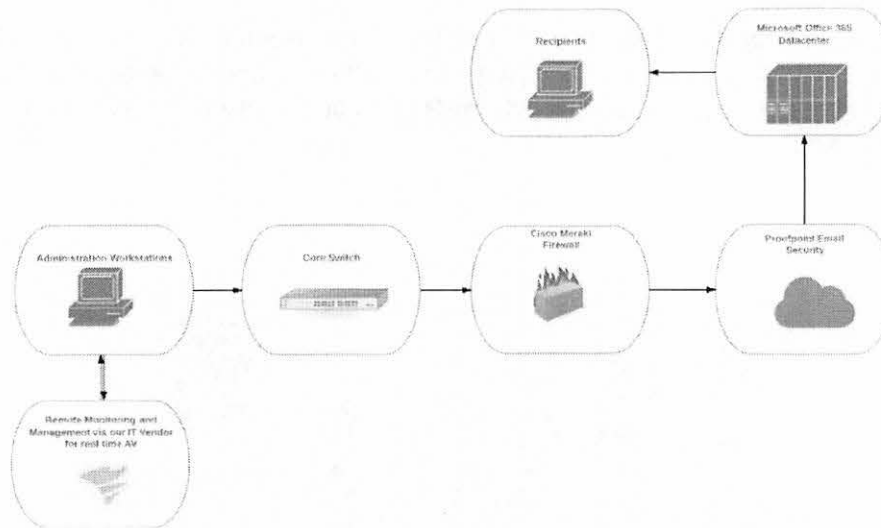 Recipients
Microsoft Office 365
Datacenter
Administration Workstations
Core Switch
Cisco Meraki
Firewall
Proofpoint Email
Security
Remote Monitoring and
Management via our IT Vendor
for real time AV